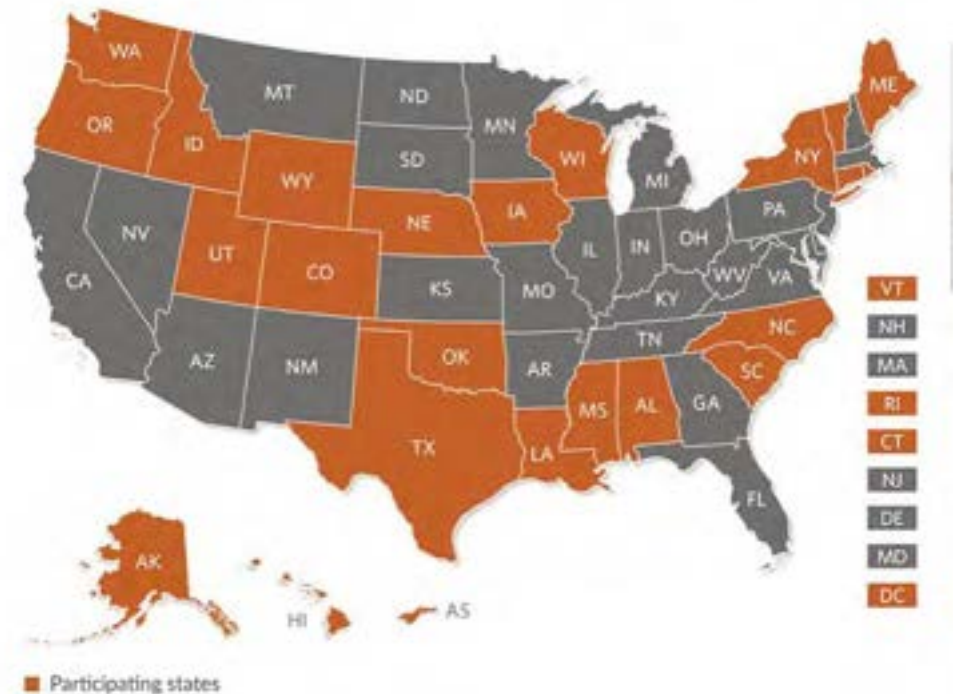 WA
ME
MT
ND
OR
MN
ID
SD
WI
NY
WY
MI
IA
NE
PA
NV
IL
IN
OH
UT
CO
WV
VA
CA
KS
MO
KY
VT
NC
TN
NH
AZ
NM
OK
AR
SC
MA
MS
AL
GA
RI
TX
LA
CT
NJ
FL
DE
MD
AK
DC
HI
AS
Participating states